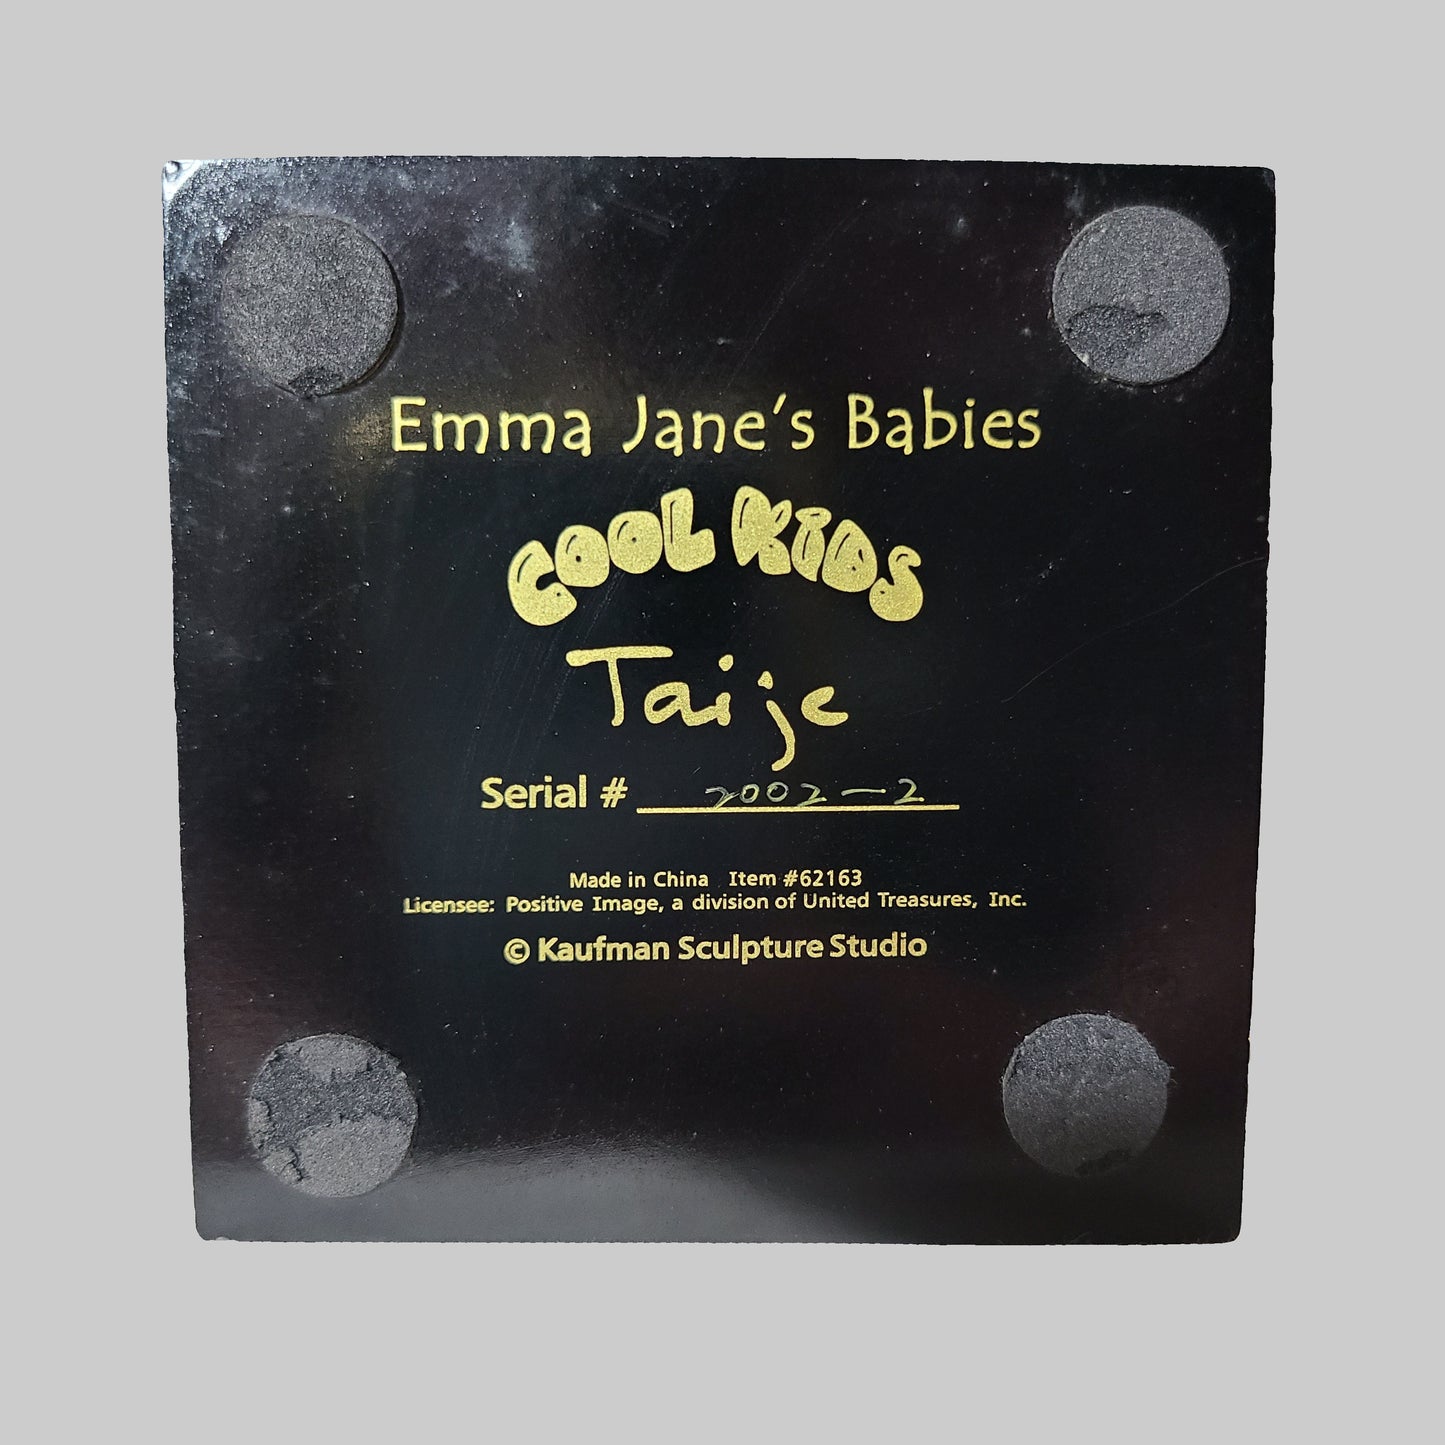 Emma Jane's Babies
COOL KIDS
Taije
Serial # 2002-2
Made in China Item #62163
Licensee: Positive Image, a division of United Treasures, Inc.
© Kaufman Sculpture Studio